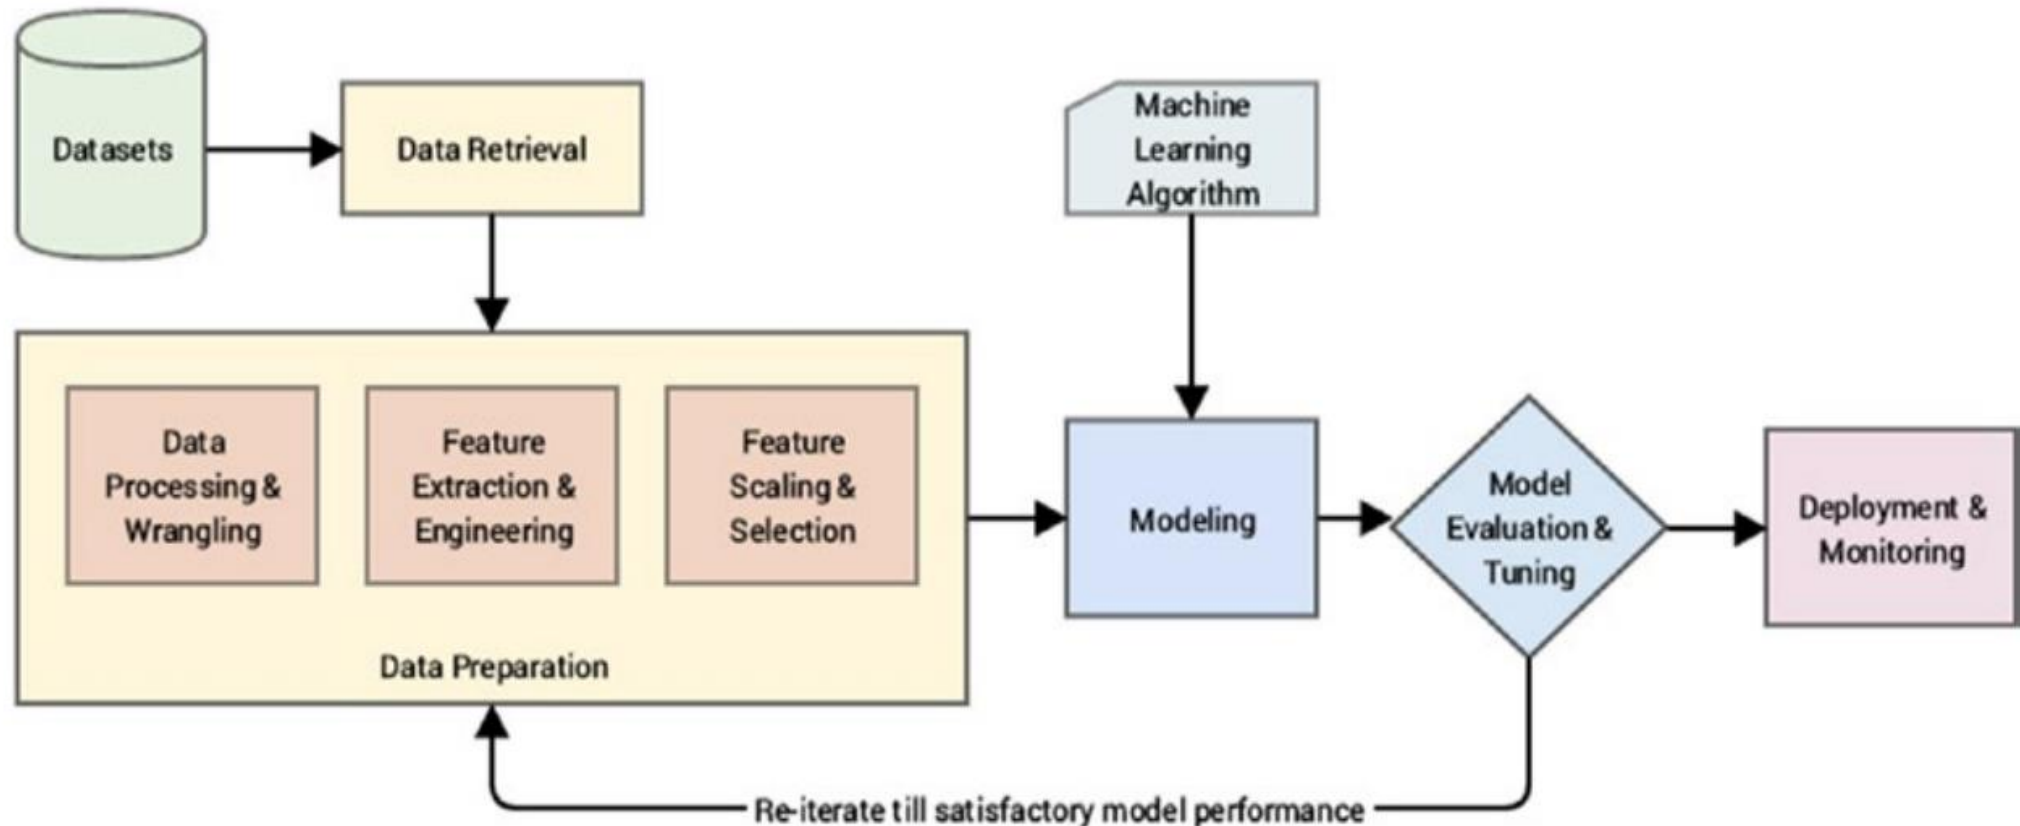 Datasets
Data Retrieval
Machine
Learning
Algorithm
Data
Processing &
Wrangling
Feature
Extraction &
Engineering
Feature
Scaling &
Selection
Data Preparation
Modeling
Model
Evaluation &
Tuning
Deployment &
Monitoring
Re-iterate till satisfactory model performance